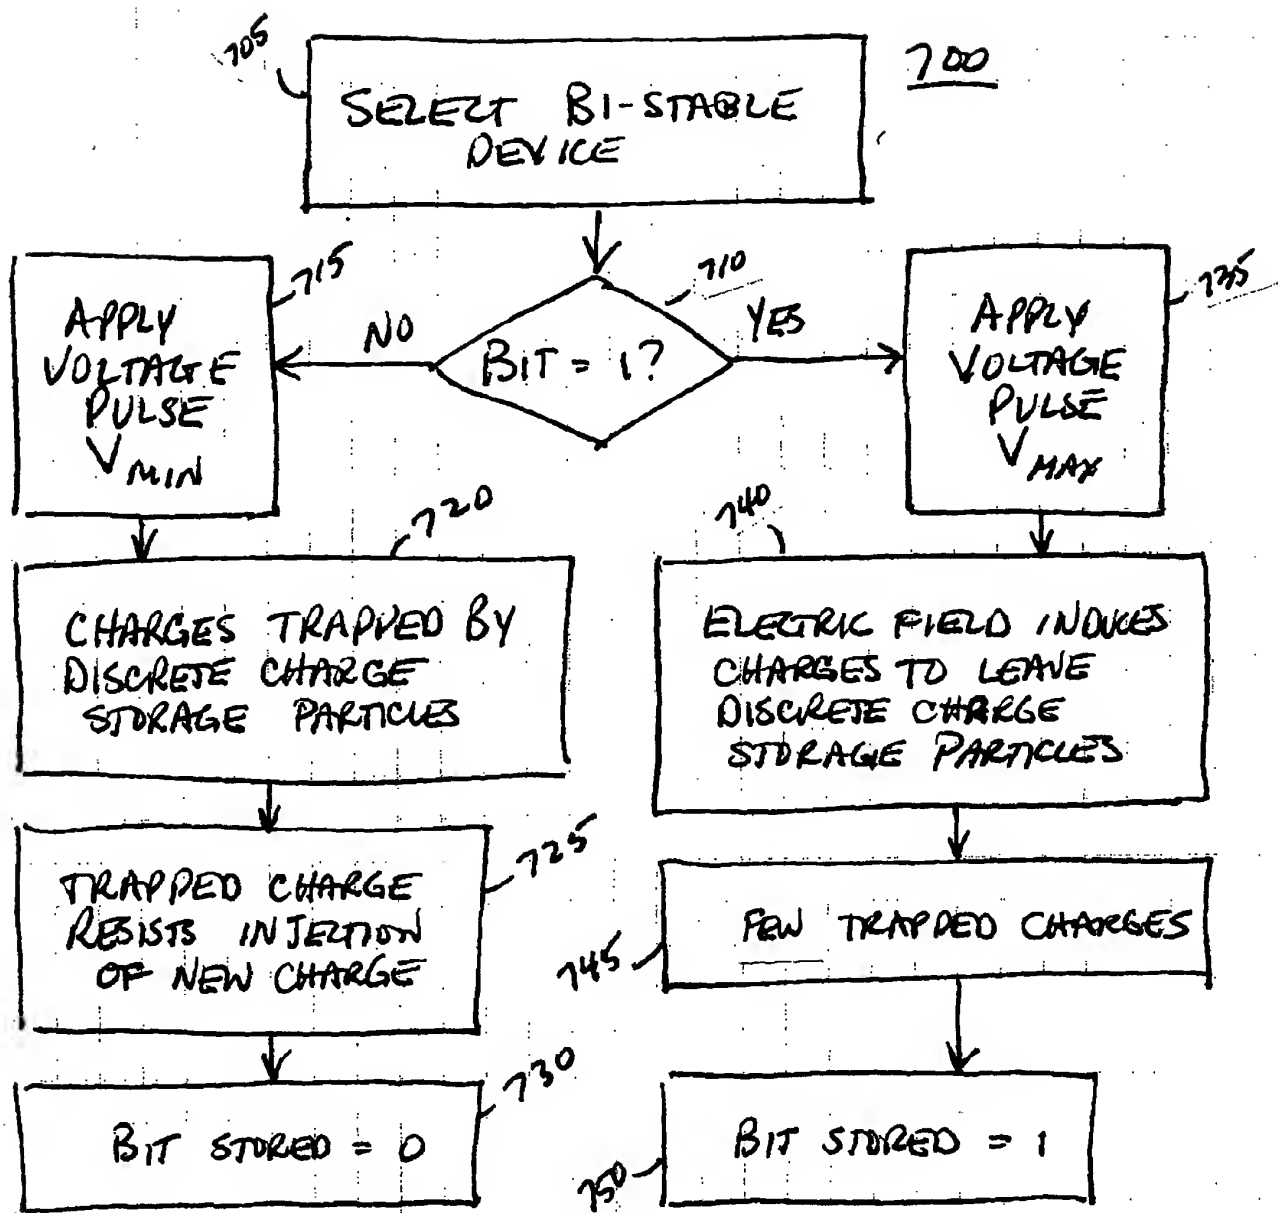 705
700
SELECT BI-STABLE
DEVICE
715
710
735
APPLY
VOLTAGE
PULSE
V MIN
NO
BIT = 1?
YES
APPLY
VOLTAGE
PULSE
V MAX
720
740
CHARGES TRAPPED BY
DISCRETE CHARGE
STORAGE PARTICLES
ELECTRIC FIELD INDUCES
CHARGES TO LEAVE
DISCRETE CHARGE
STORAGE PARTICLES
725
TRAPPED CHARGE
RESISTS INJECTION
OF NEW CHARGE
745
FEW TRAPPED CHARGES
730
BIT STORED = 0
750
BIT STORED = 1